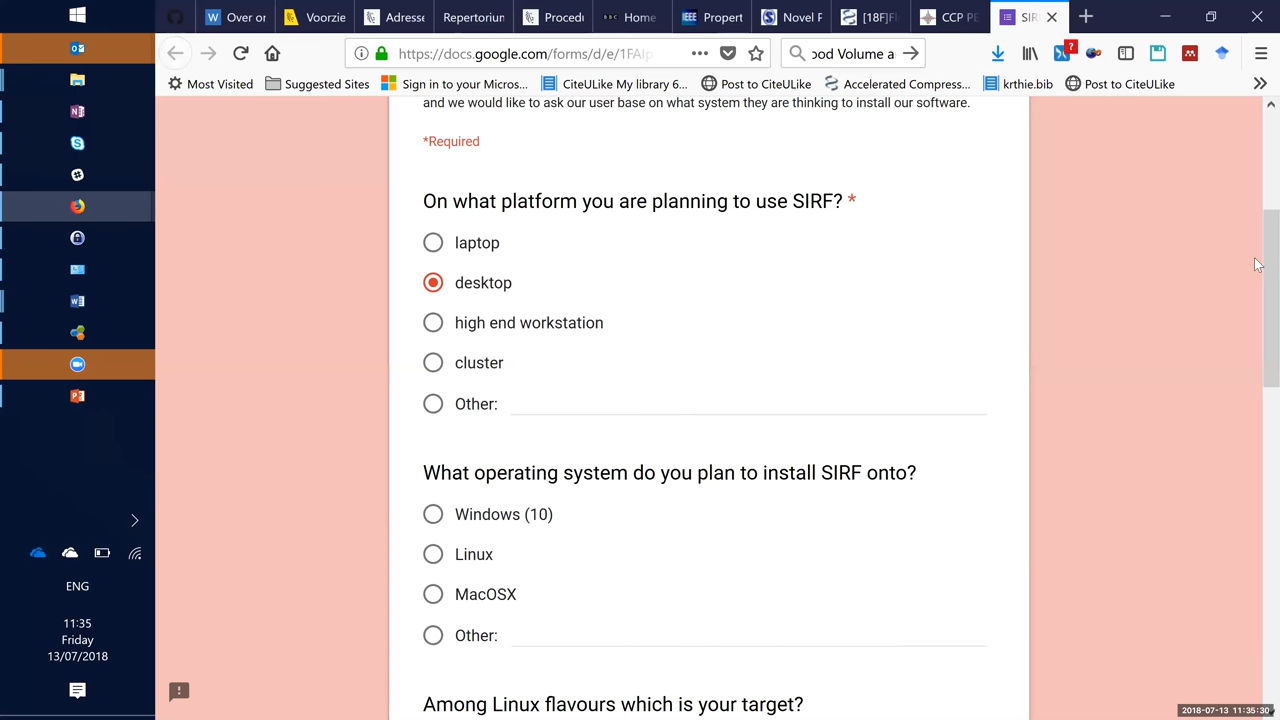 Over or
Voorzie
Adresse
Repertorium
Procedu
BBC Home
IEEE Propert
Novel P
[18F]Fl
CCP PE
SIR
https://docs.google.com/forms/d/e/1FAIp
ood Volume a
?
Most Visited
Suggested Sites
Sign in to your Micros...
CiteULike My library 6...
Post to CiteULike
Accelerated Compress...
krthie.bib
Post to CiteULike
and we would like to ask our user base on what system they are thinking to install our software.
*Required
On what platform you are planning to use SIRF? *
laptop
desktop
high end workstation
cluster
Other:
What operating system do you plan to install SIRF onto?
Windows (10)
Linux
MacOSX
Other:
Among Linux flavours which is your target?
ENG
11:35
Friday
13/07/2018
2018-07-13 11:35:30